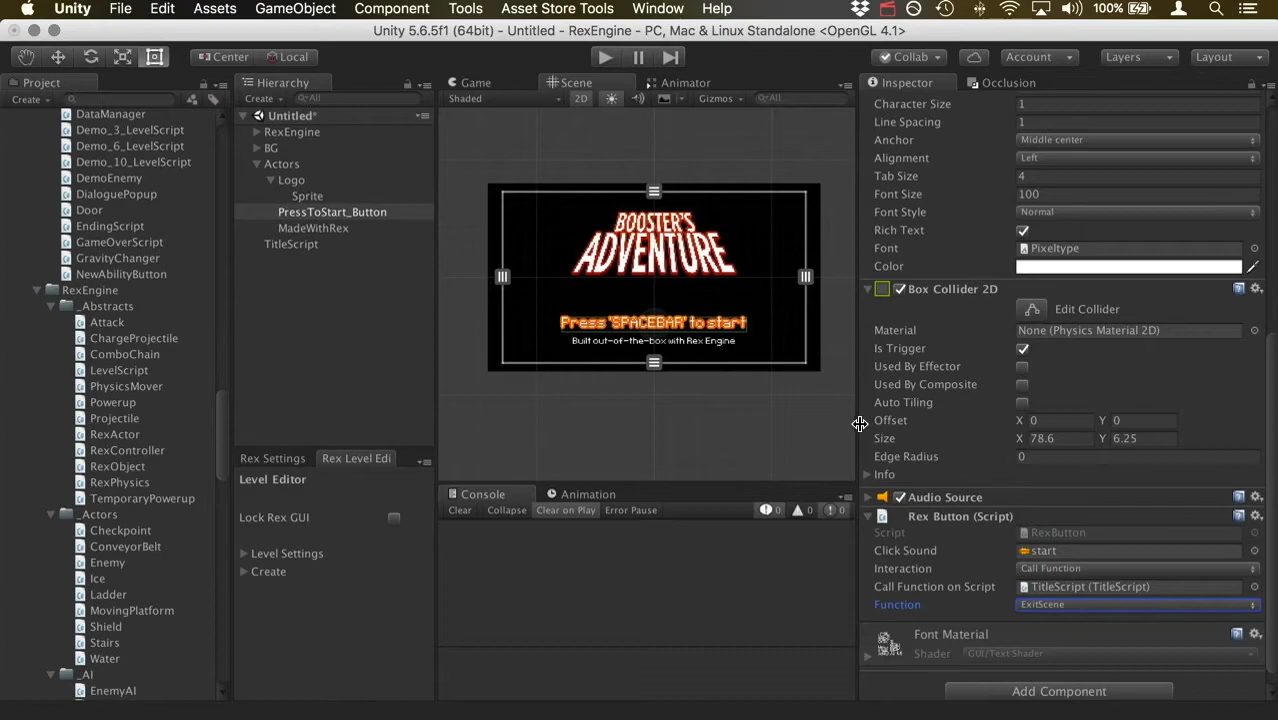 Unity File Edit Assets GameObject Component Tools Asset Store Tools Window Help 100%
Unity 5.6.5f1 (64bit) - Untitled - RexEngine - PC, Mac & Linux Standalone <OpenGL 4.1>
Center Local Collab Account Layers Layout
Project
Create
DataManager
Demo_3_LevelScript
Demo_6_LevelScript
Demo_10_LevelScript
DemoEnemy
DialoguePopup
Door
EndingScript
GameOverScript
GravityChanger
NewAbilityButton
RexEngine
_Abstracts
Attack
ChargeProjectile
ComboChain
LevelScript
PhysicsMover
Powerup
Projectile
RexActor
RexController
RexObject
RexPhysics
TemporaryPowerup
_Actors
Checkpoint
ConveyorBelt
Enemy
Ice
Ladder
MovingPlatform
Shield
Stairs
Water
_AI
EnemyAI
Hierarchy
Create All
Untitled*
RexEngine
BG
Actors
Logo
Sprite
PressToStart_Button
MadeWithRex
TitleScript
Rex Settings Rex Level Edi
Level Editor
Lock Rex GUI
Level Settings
Create
Game Scene Animator
Shaded 2D Gizmos All
BOOSTER'S
ADVENTURE
Press 'SPACEBAR' to start
Built out-of-the-box with Rex Engine
Console Animation
Clear Collapse Clear on Play Error Pause 0 0 0
Inspector Occlusion
Character Size 1
Line Spacing 1
Anchor Middle center
Alignment Left
Tab Size 4
Font Size 100
Font Style Normal
Rich Text
Font Pixeltype
Color
Box Collider 2D
Edit Collider
Material None (Physics Material 2D)
Is Trigger
Used By Effector
Used By Composite
Auto Tiling
Offset X 0 Y 0
Size X 78.6 Y 6.25
Edge Radius 0
Info
Audio Source
Rex Button (Script)
Script RexButton
Click Sound start
Interaction Call Function
Call Function on Script TitleScript (TitleScript)
Function ExitScene
Font Material
Shader GUI/Text Shader
Add Component